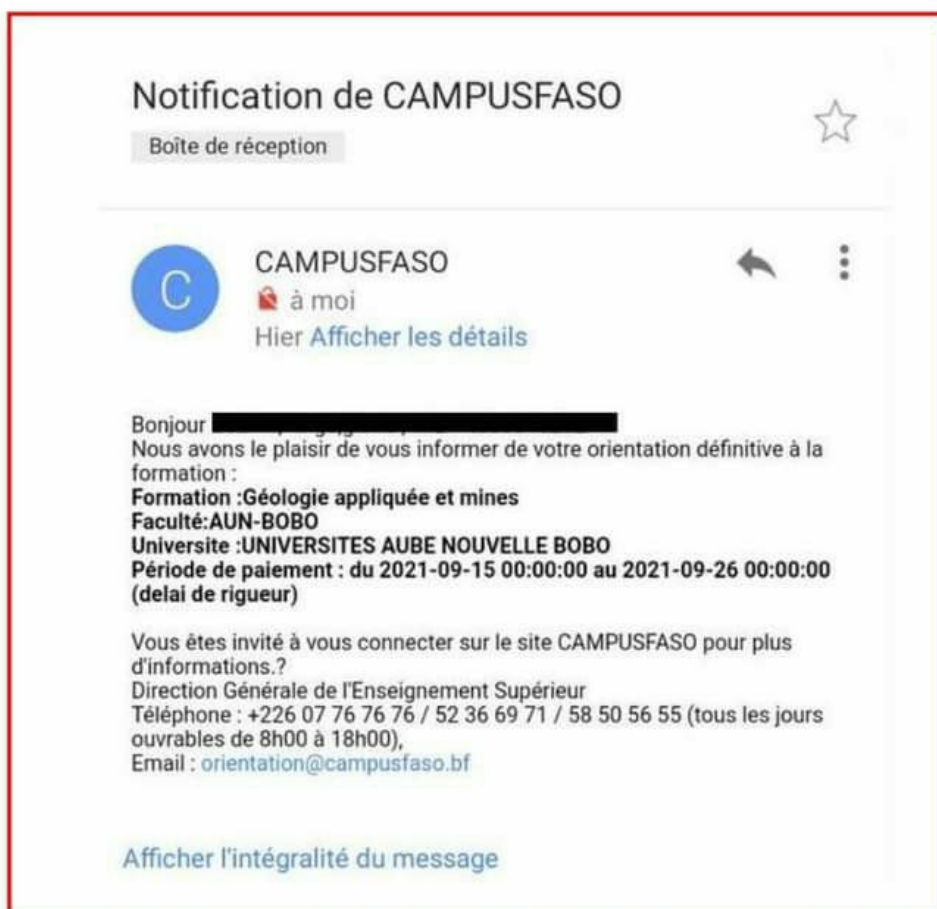 Notification de CAMPUSFASO
Boîte de réception
C
CAMPUSFASO
à moi
Hier Afficher les détails
Bonjour
Nous avons le plaisir de vous informer de votre orientation définitive à la
formation :
Formation :Géologie appliquée et mines
Faculté:AUN-BOBO
Universite :UNIVERSITES AUBE NOUVELLE BOBO
Période de paiement : du 2021-09-15 00:00:00 au 2021-09-26 00:00:00
(delai de rigueur)
Vous êtes invité à vous connecter sur le site CAMPUSFASO pour plus
d'informations.?
Direction Générale de l'Enseignement Supérieur
Téléphone : +226 07 76 76 76 / 52 36 69 71 / 58 50 56 55 (tous les jours
ouvrables de 8h00 à 18h00),
Email : orientation@campusfaso.bf
Afficher l'intégralité du message